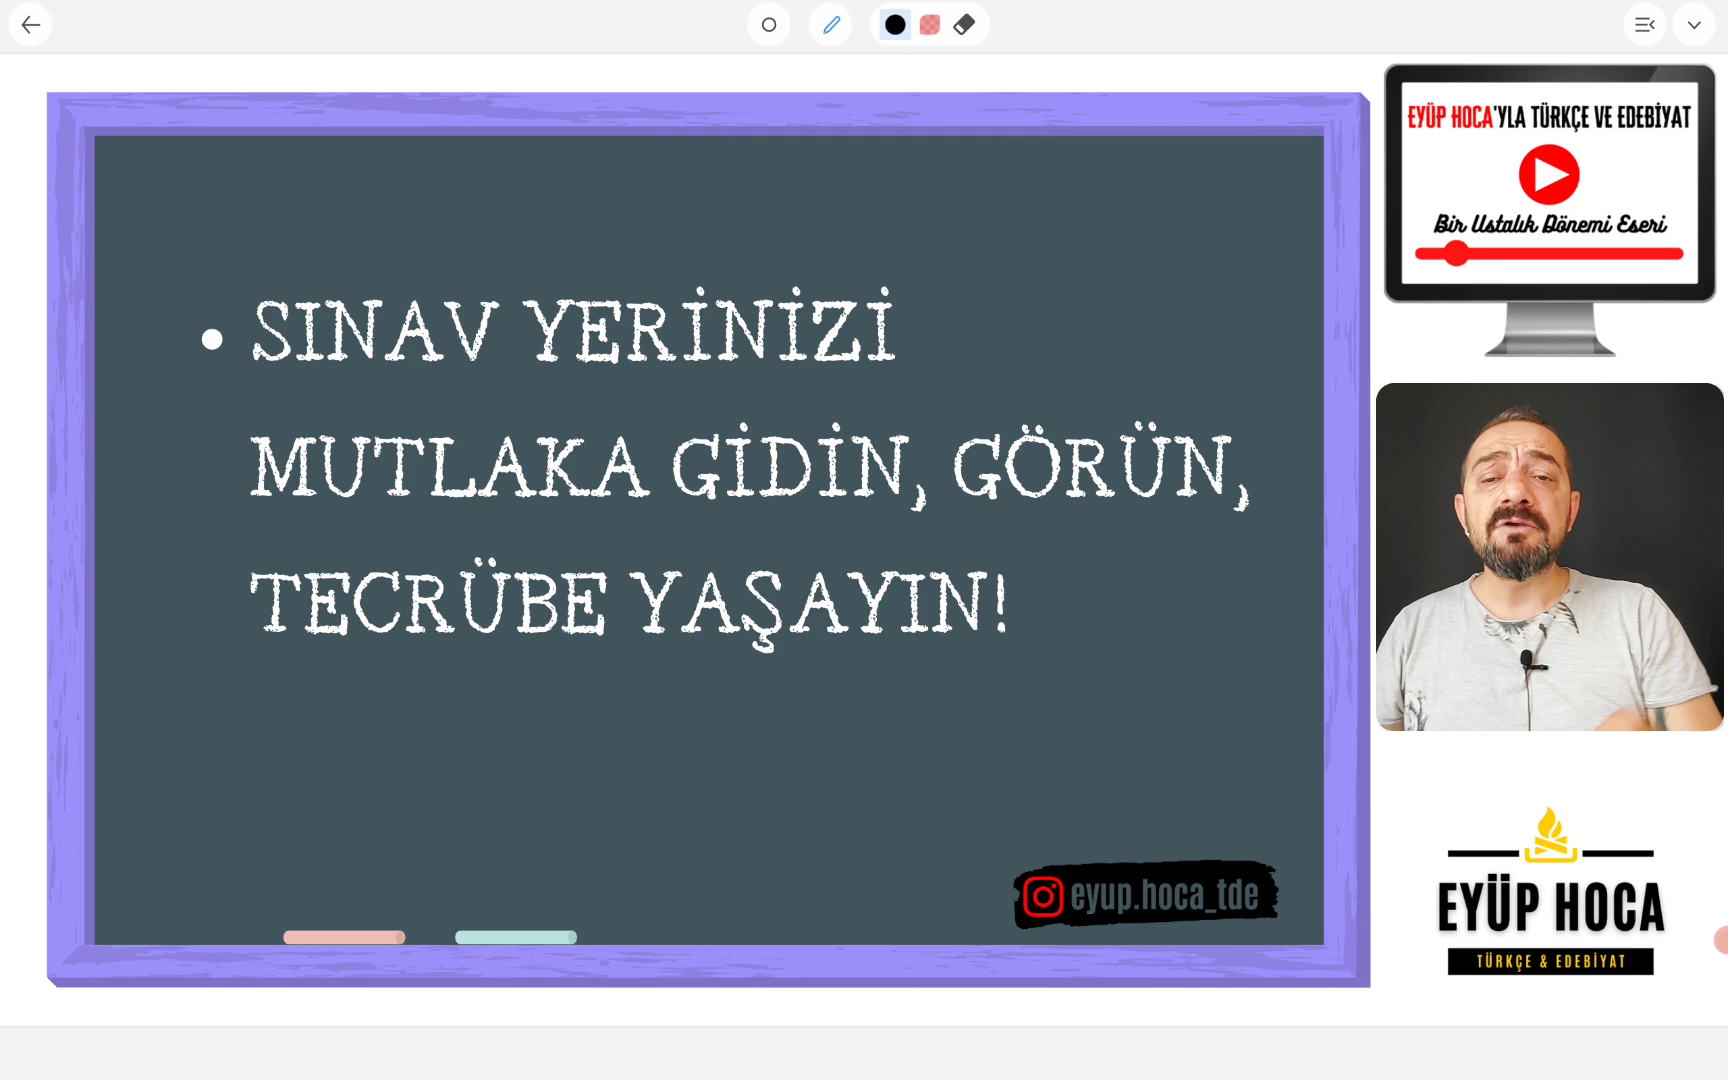 EYÜP HOCA'YLA TÜRKÇE VE EDEBİYAT
Bir Ustalık Dönemi Eseri
• SINAV YERİNİZİ
MUTLAKA GİDİN, GÖRÜN,
TECRÜBE YAŞAYIN!
eyup.hoca_tde
EYÜP HOCA
TÜRKÇE & EDEBİYAT